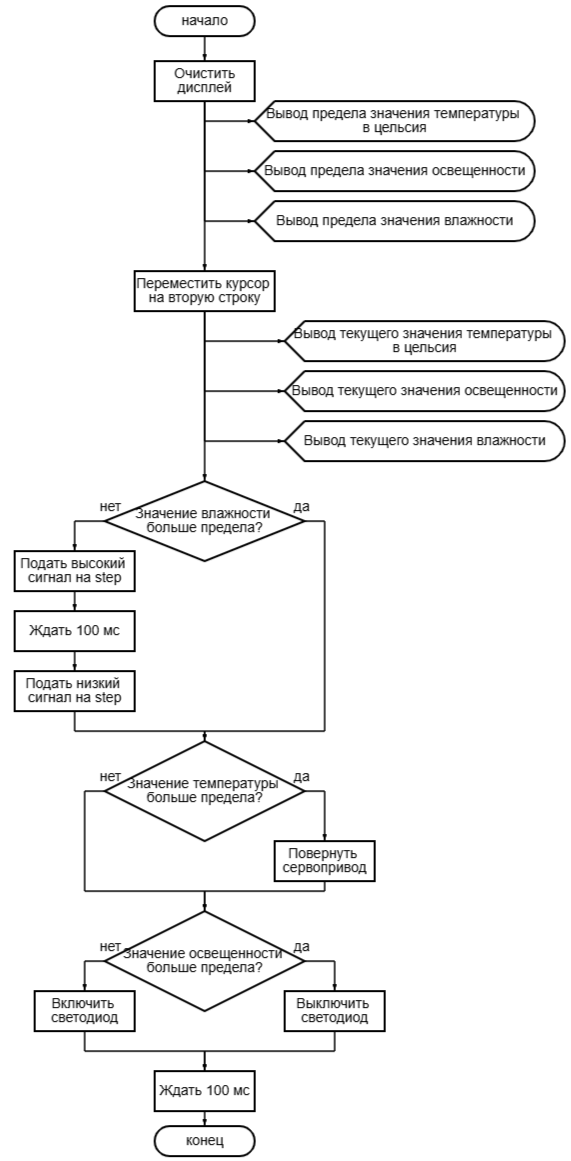 начало
Очистить
дисплей
Вывод предела значения температуры
в цельсия
Вывод предела значения освещенности
Вывод предела значения влажности
Переместить курсор
на вторую строку
Вывод текущего значения температуры
в цельсия
Вывод текущего значения освещенности
Вывод текущего значения влажности
нет
Значение влажности
больше предела?
да
Подать высокий
сигнал на step
Ждать 100 мс
Подать низкий
сигнал на step
нет
Значение температуры
больше предела?
да
Повернуть
сервопривод
нет
Значение освещенности
больше предела?
да
Включить
светодиод
Выключить
светодиод
Ждать 100 мс
конец